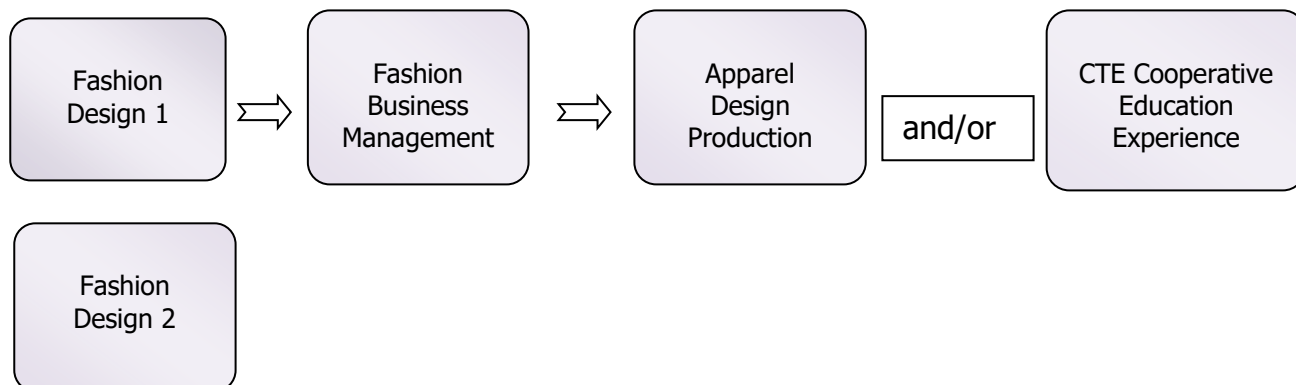 Fashion
Design 1
Fashion
Business
Management
Apparel
Design
Production
and/or
CTE Cooperative
Education
Experience
Fashion
Design 2